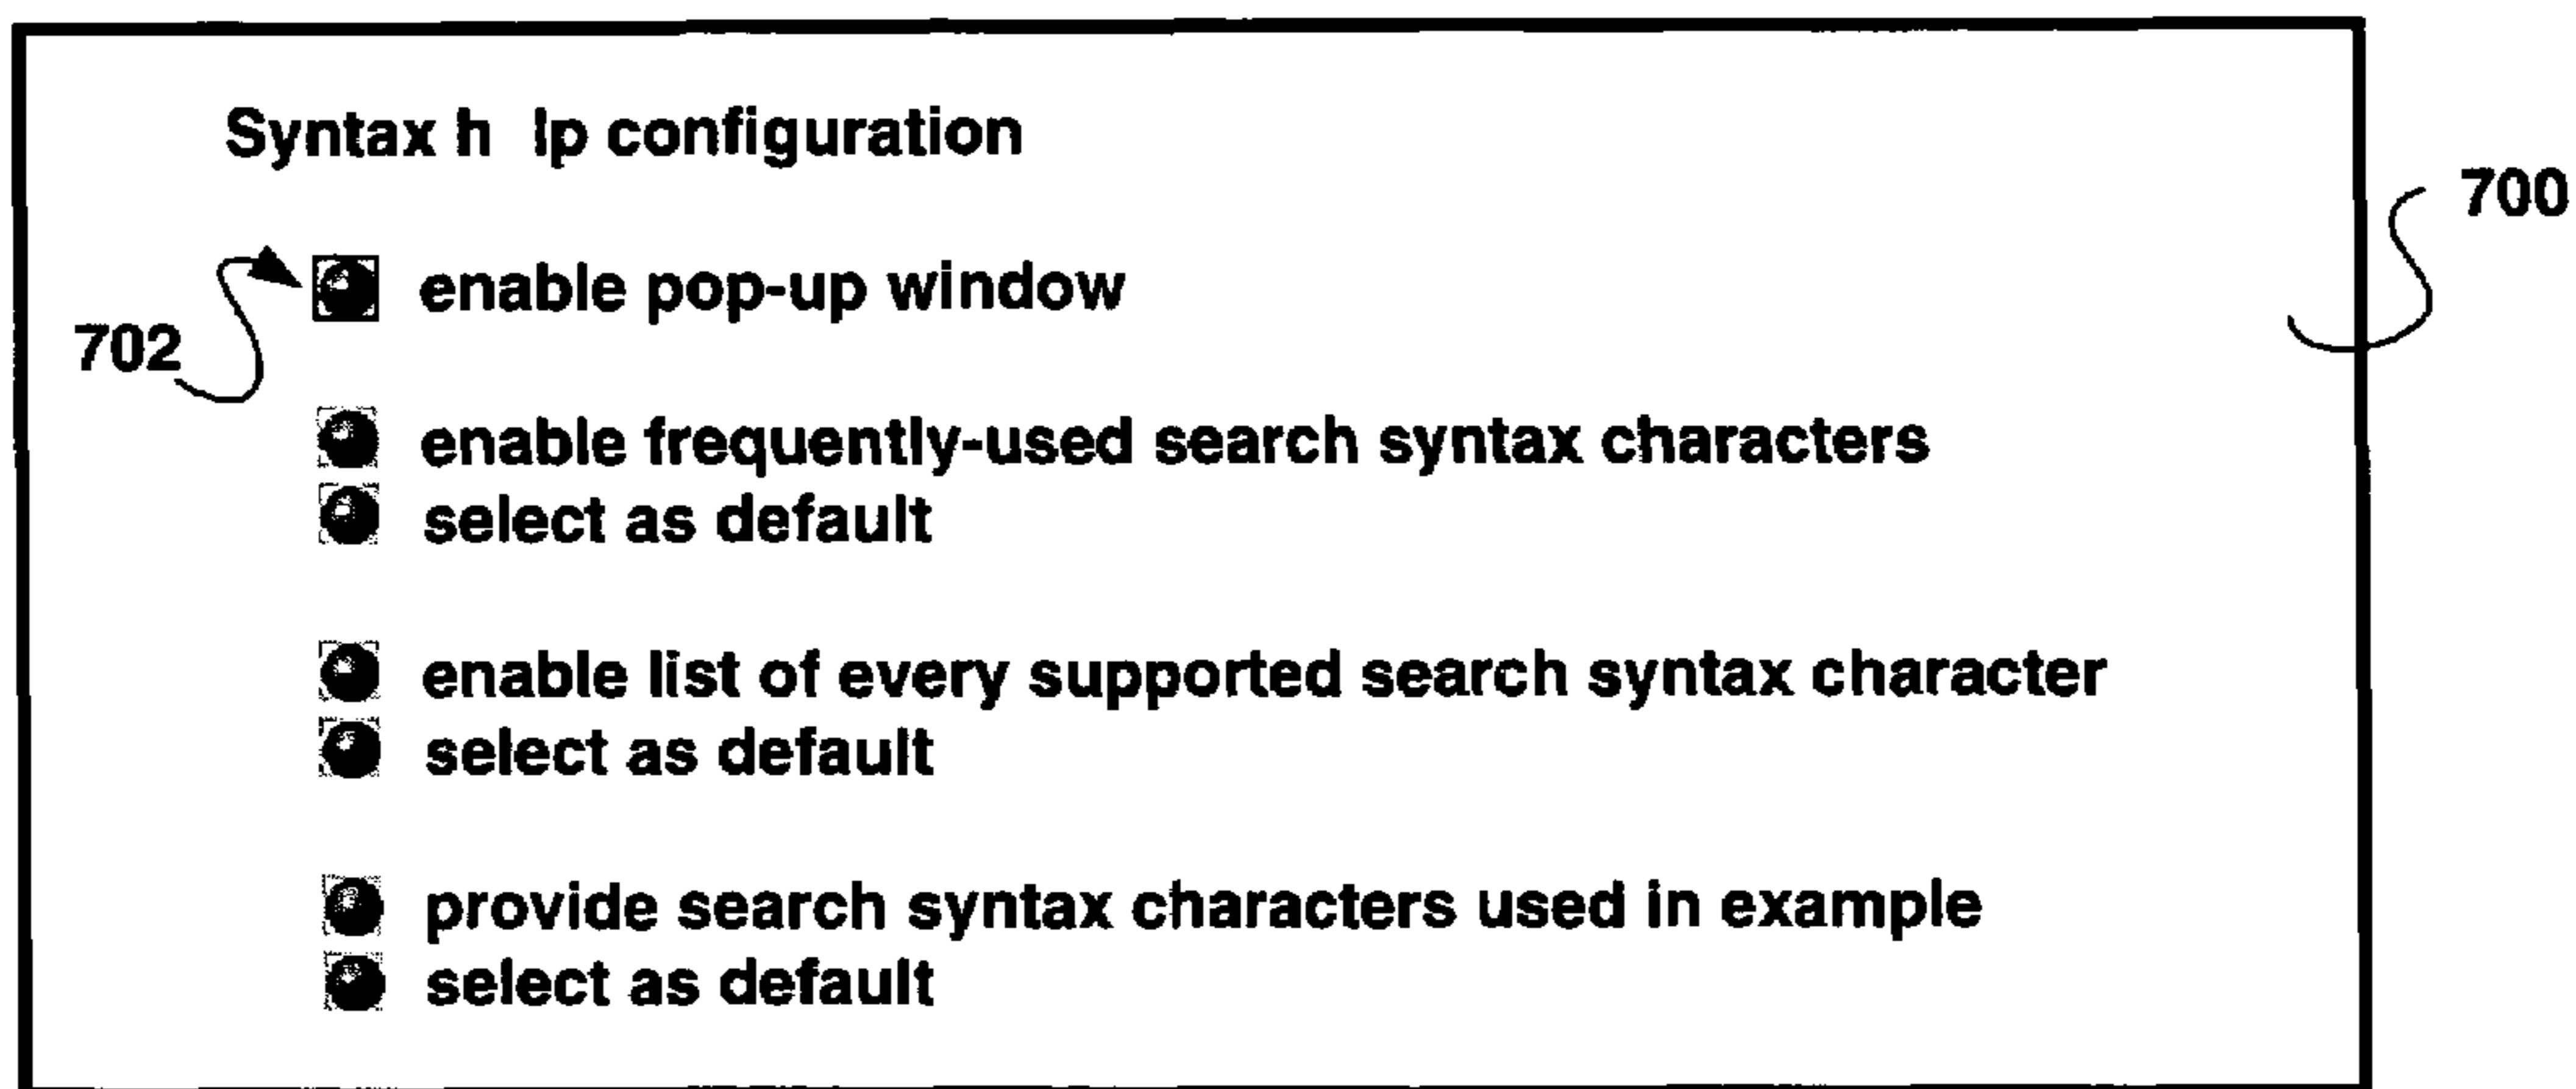 Syntax h lp configuration
700
enable pop-up window
702
enable frequently-used search syntax characters
select as default
enable list of every supported search syntax character
select as default
provide search syntax characters used in example
select as default